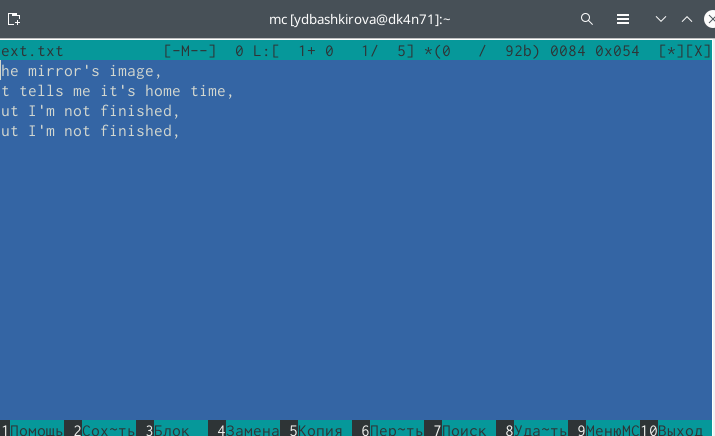 mc [ydbashkirova@dk4n71]:~
ext.txt [-M--] 0 L:[ 1+ 0 1/ 5] *(0 / 92b) 0084 0x054 [*][X]
he mirror's image,
t tells me it's home time,
ut I'm not finished,
ut I'm not finished,
1Помощь 2Сох~ть 3Блок 4Замена 5Копия 6Пер~ть 7Поиск 8Уда~ть 9МенюMC 10Выход